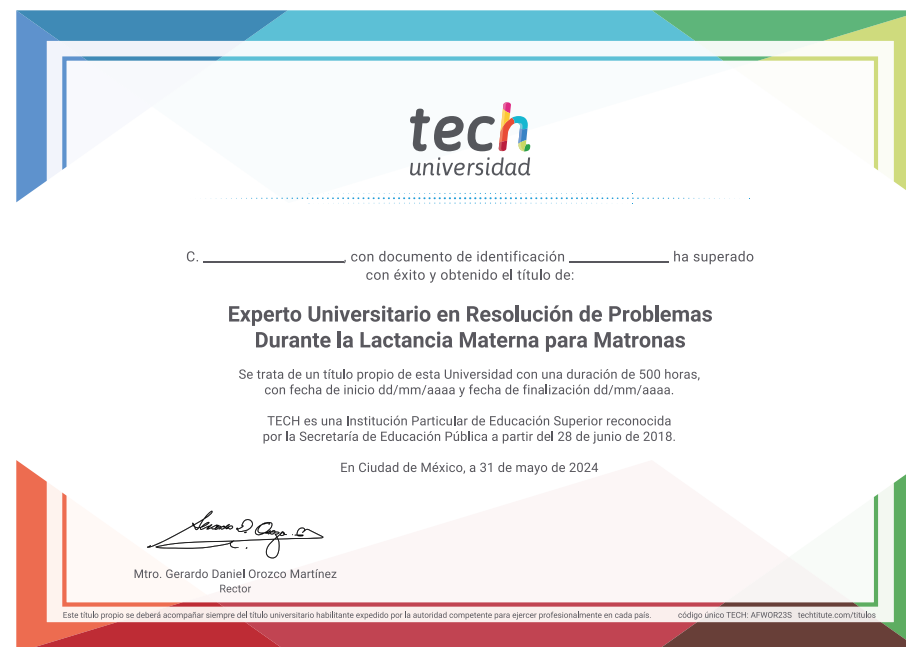 tech
universidad
C. ____________________, con documento de identificación ______________ ha superado
con éxito y obtenido el título de:
Experto Universitario en Resolución de Problemas
Durante la Lactancia Materna para Matronas
Se trata de un título propio de esta Universidad con una duración de 500 horas,
con fecha de inicio dd/mm/aaaa y fecha de finalización dd/mm/aaaa.
TECH es una Institución Particular de Educación Superior reconocida
por la Secretaría de Educación Pública a partir del 28 de junio de 2018.
En Ciudad de México, a 31 de mayo de 2024
Mtro. Gerardo Daniel Orozco Martínez
Rector
Este título propio se deberá acompañar siempre del título universitario habilitante expedido por la autoridad competente para ejercer profesionalmente en cada país. código único TECH: AFWOR23S techtitute.com/titulos